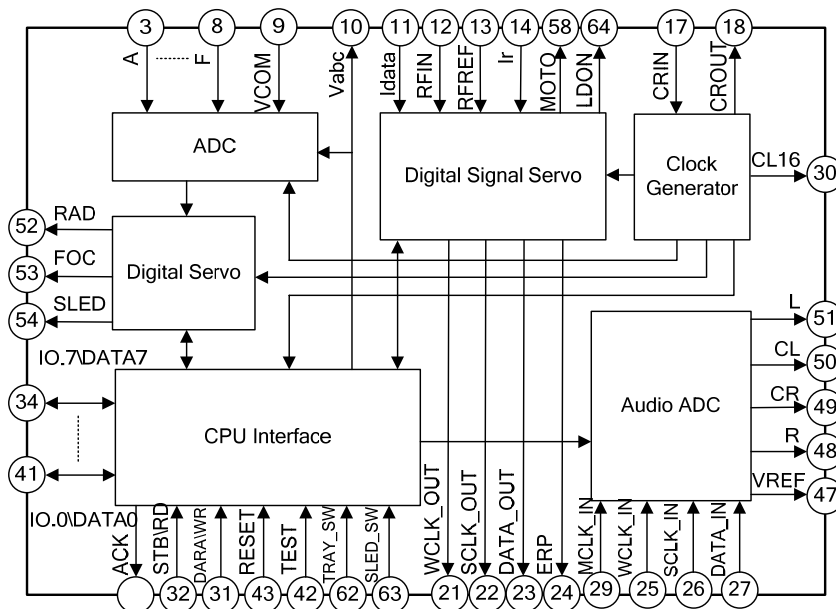 3 8 9 10 11 12 13 14 58 64 17 18
A F VCOM Vabc Idata RFIN RFREF Ir MOTO LDON CRIN CROUT
ADC
Digital Signal Servo
Clock
Generator
CL16
30
52 RAD
53 FOC
54 SLED
Digital Servo
IO.7\DATA7
34
41
IO.0\DATA0
CPU Interface
Audio ADC
L 51
CL 50
CR 49
R 48
VREF 47
ACK STB\RD DARA\WR RESET TEST TRAY_SW SLED_SW WCLK_OUT SCLK_OUT DATA_OUT ERP MCLK_IN WCLK_IN SCLK_IN DATA_IN
32 31 43 42 62 63 21 22 23 24 29 25 26 27